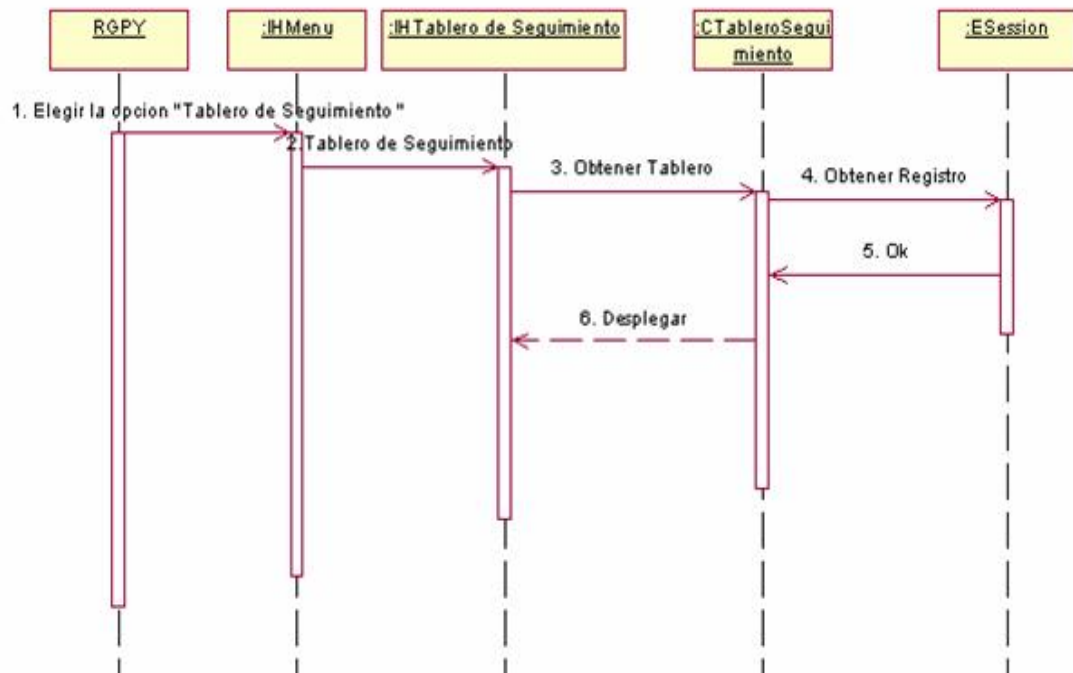 RGPY
:IHMenu
:IHTablero de Seguimiento
:CTableroSegui
miento
:ESession
1. Elegir la opcion "Tablero de Seguimiento "
2.Tablero de Seguimiento
3. Obtener Tablero
4. Obtener Registro
5. Ok
6. Desplegar